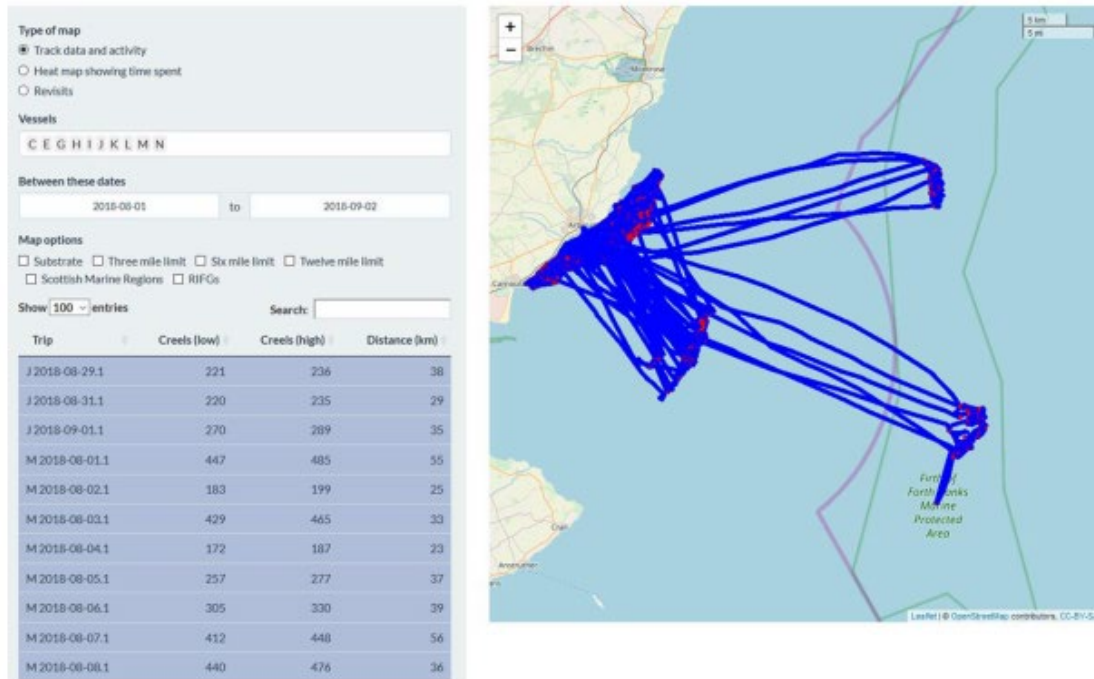 Type of map
Track data and activity
Heat map showing time spent
Revisits
Vessels
C E G H I J K L M N
Between these dates
2018-08-01 to 2018-09-02
Map options
Substrate Three mile limit Six mile limit Twelve mile limit
Scottish Marine Regions RIFGs
Show 100 entries Search:
Trip Creels (low) Creels (high) Distance (km)
J 2018-08-29.1 221 236 38
J 2018-08-31.1 220 235 29
J 2018-09-01.1 270 289 35
M 2018-08-01.1 447 485 55
M 2018-08-02.1 183 199 25
M 2018-08-03.1 429 465 33
M 2018-08-04.1 172 187 23
M 2018-08-05.1 257 277 37
M 2018-08-06.1 305 330 39
M 2018-08-07.1 412 448 56
M 2018-08-08.1 440 476 36
+
−
5 km
5 mi
Brechin
Montrose
Crail
Anstruther
Firth of
Forth Banks
Marine
Protected
Area
Leaflet | © OpenStreetMap contributors, CC-BY-S